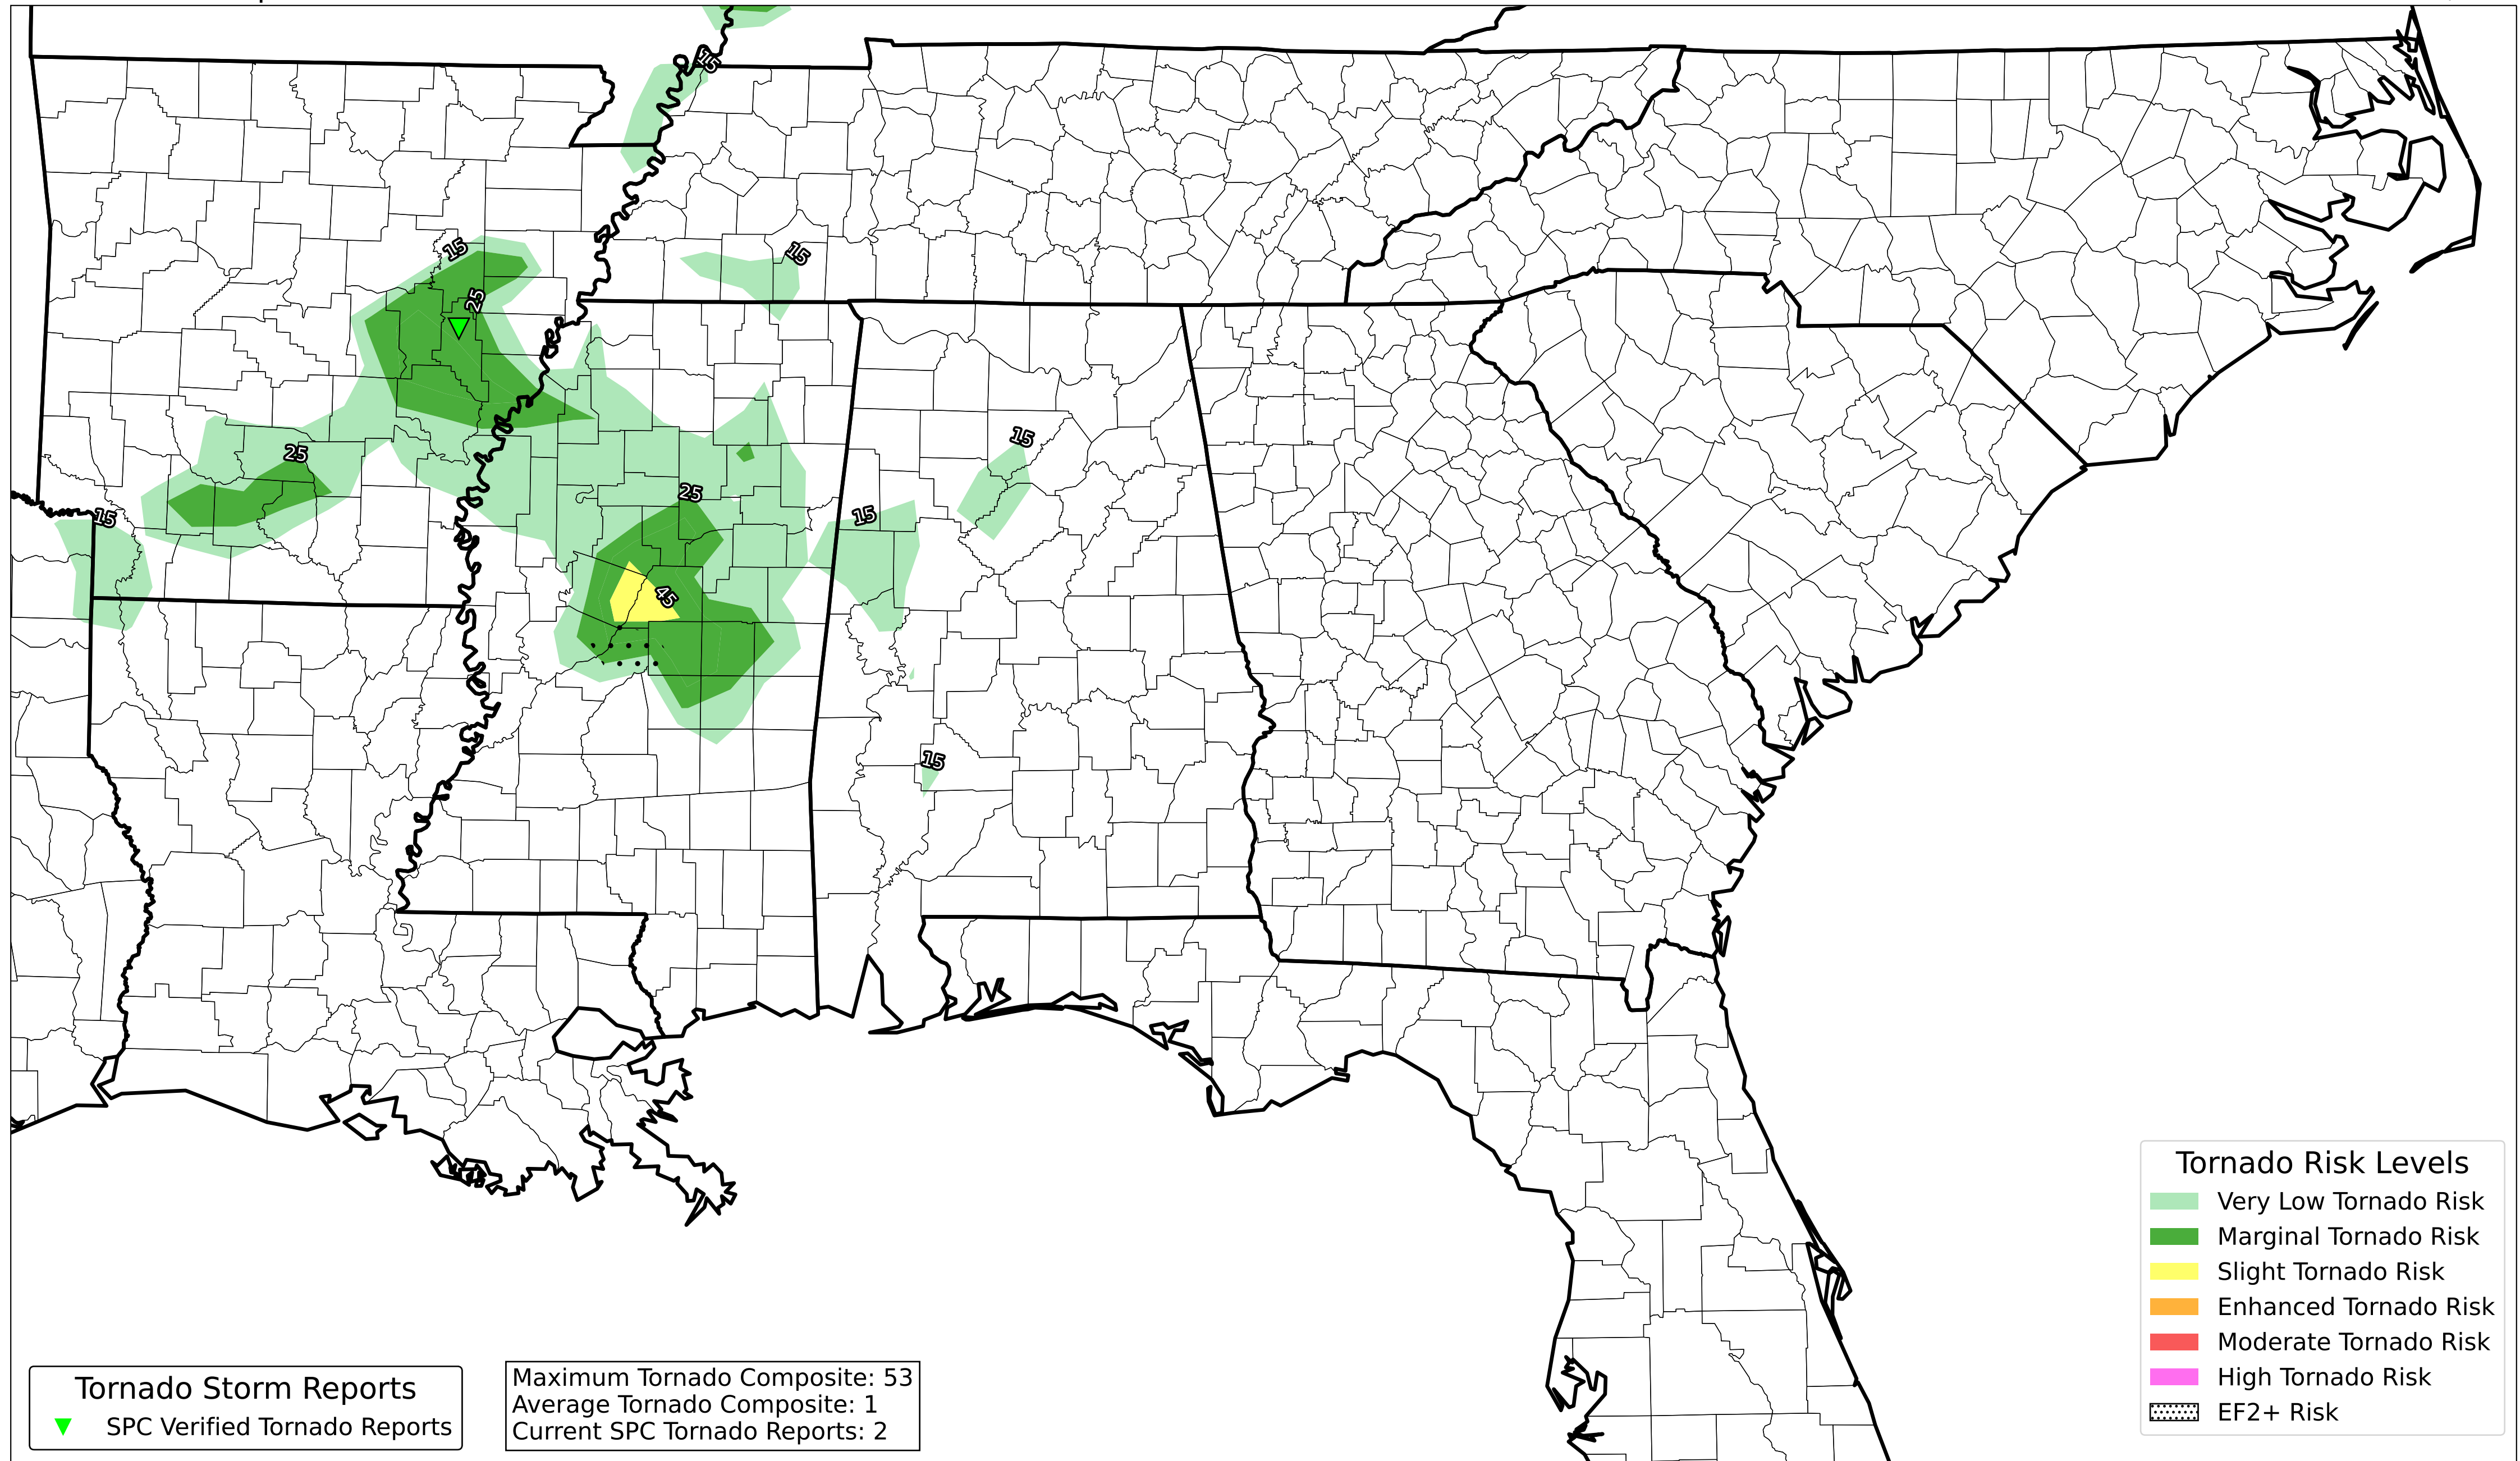 15
15
15
25
15
25
25
15
15
15
45
15
Tornado Risk Levels
Very Low Tornado Risk
Marginal Tornado Risk
Slight Tornado Risk
Enhanced Tornado Risk
Moderate Tornado Risk
High Tornado Risk
EF2+ Risk
Tornado Storm Reports
SPC Verified Tornado Reports
Maximum Tornado Composite: 53
Average Tornado Composite: 1
Current SPC Tornado Reports: 2